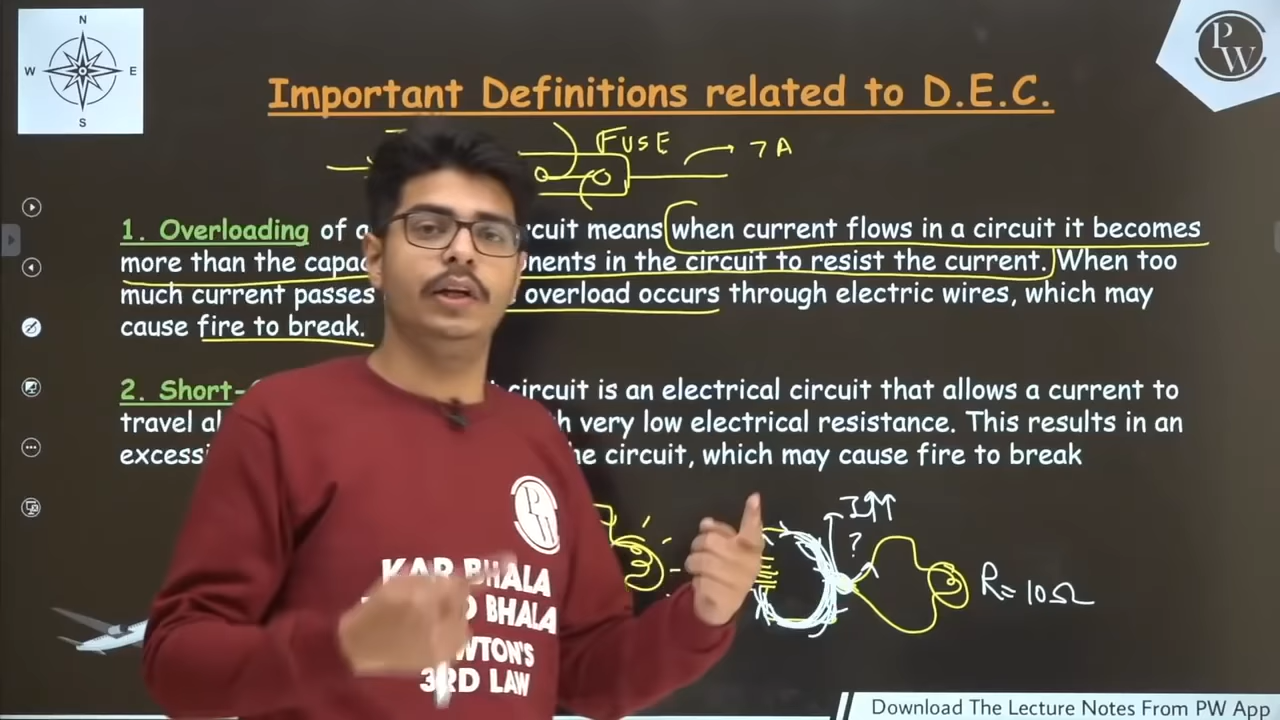 N
W E
S
PW
Important Definitions related to D.E.C.
FUSE
7A
1. Overloading of a cuit means when current flows in a circuit it becomes
more than the capac nents in the circuit to resist the current. When too
much current passes overload occurs through electric wires, which may
cause fire to break.
2. Short- circuit is an electrical circuit that allows a current to
travel al h very low electrical resistance. This results in an
excess he circuit, which may cause fire to break
I↑↑
?
R = 10Ω
PW
KAR BHALA
BHALA
NEWTON'S
3RD LAW
Download The Lecture Notes From PW App